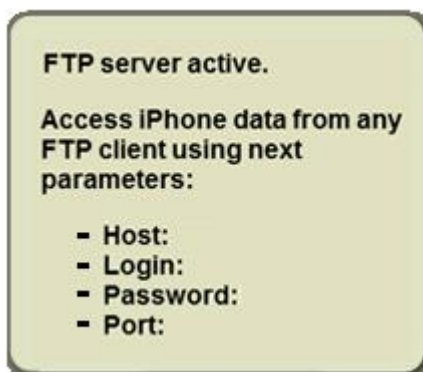 FTP server active.
Access iPhone data from any
FTP client using next
parameters:
- Host:
- Login:
- Password:
- Port: